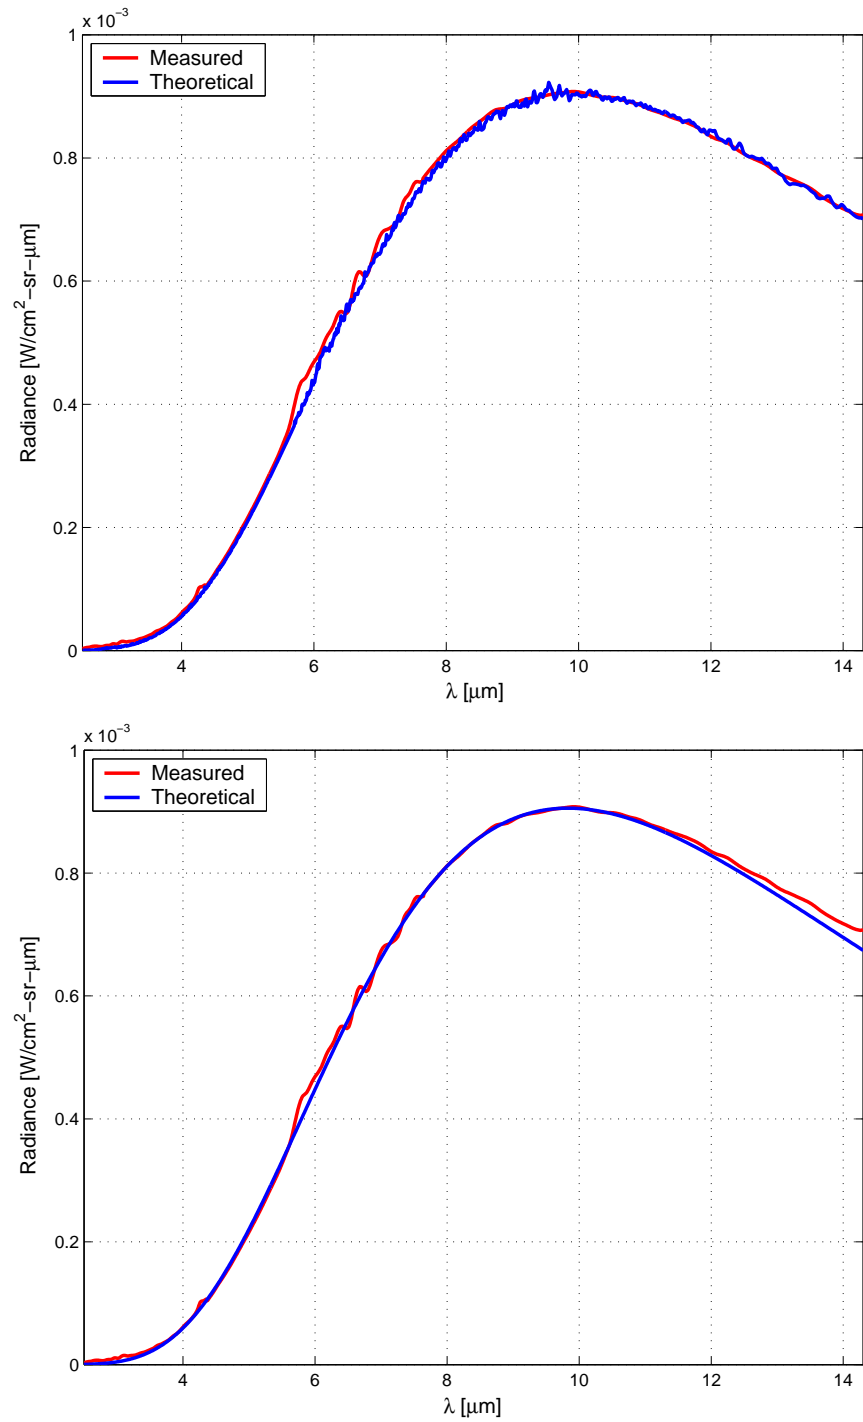 x 10⁻³
1
Measured
Theoretical
0.8
0.6
0.4
0.2
0
Radiance [W/cm²−sr−μm]
4 6 8 10 12 14
λ [μm]
x 10⁻³
1
Measured
Theoretical
0.8
0.6
0.4
0.2
0
Radiance [W/cm²−sr−μm]
4 6 8 10 12 14
λ [μm]